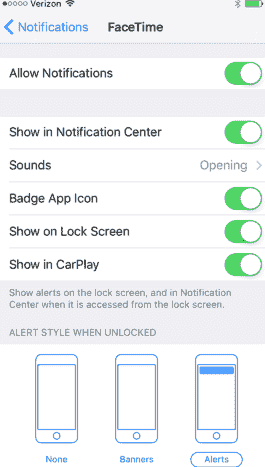 Verizon
Notifications FaceTime
Allow Notifications
Show in Notification Center
Sounds Opening
Badge App Icon
Show on Lock Screen
Show in CarPlay
Show alerts on the lock screen, and in Notification
Center when it is accessed from the lock screen.
ALERT STYLE WHEN UNLOCKED
None Banners Alerts